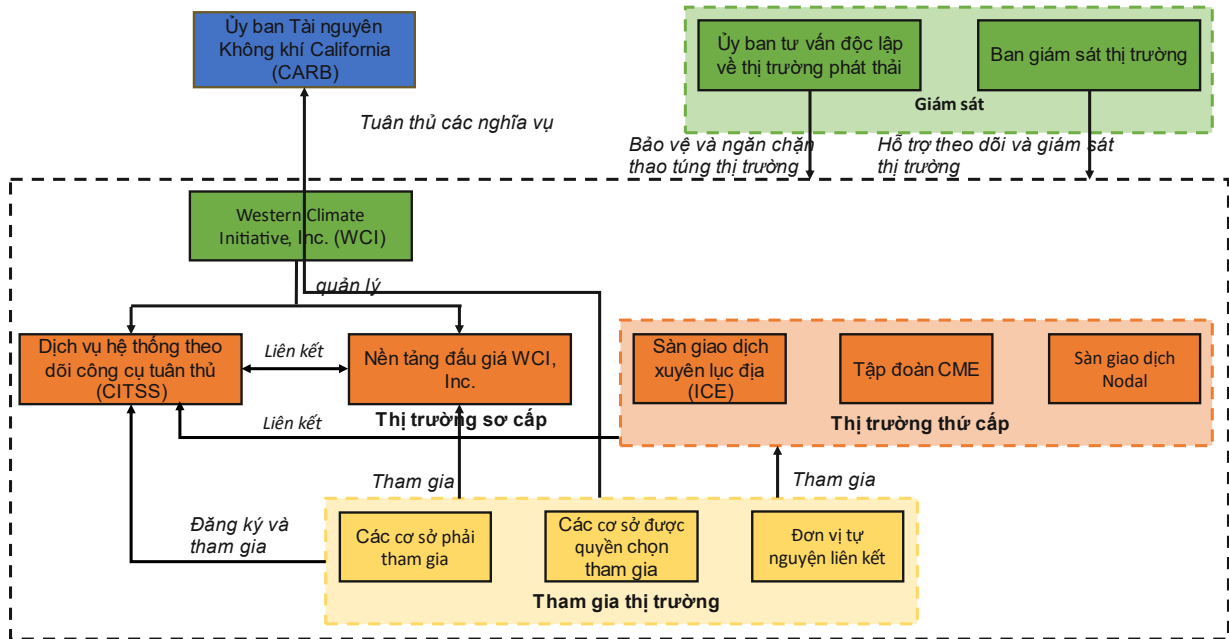 Ủy ban Tài nguyên
Không khí California
(CARB)
Ủy ban tư vấn độc lập
về thị trường phát thải
Ban giám sát thị trường
Giám sát
Tuân thủ các nghĩa vụ
Bảo vệ và ngăn chặn
thao túng thị trường
Hỗ trợ theo dõi và giám sát
thị trường
Western Climate
Initiative, Inc. (WCI)
quản lý
Dịch vụ hệ thống theo
dõi công cụ tuân thủ
(CITSS)
Liên kết
Nền tảng đấu giá WCI,
Inc.
Thị trường sơ cấp
Sàn giao dịch
xuyên lục địa
(ICE)
Tập đoàn CME
Sàn giao dịch
Nodal
Thị trường thứ cấp
Liên kết
Tham gia
Tham gia
Đăng ký và
tham gia
Các cơ sở phải
tham gia
Các cơ sở được
quyền chọn
tham gia
Đơn vị tự
nguyện liên kết
Tham gia thị trường